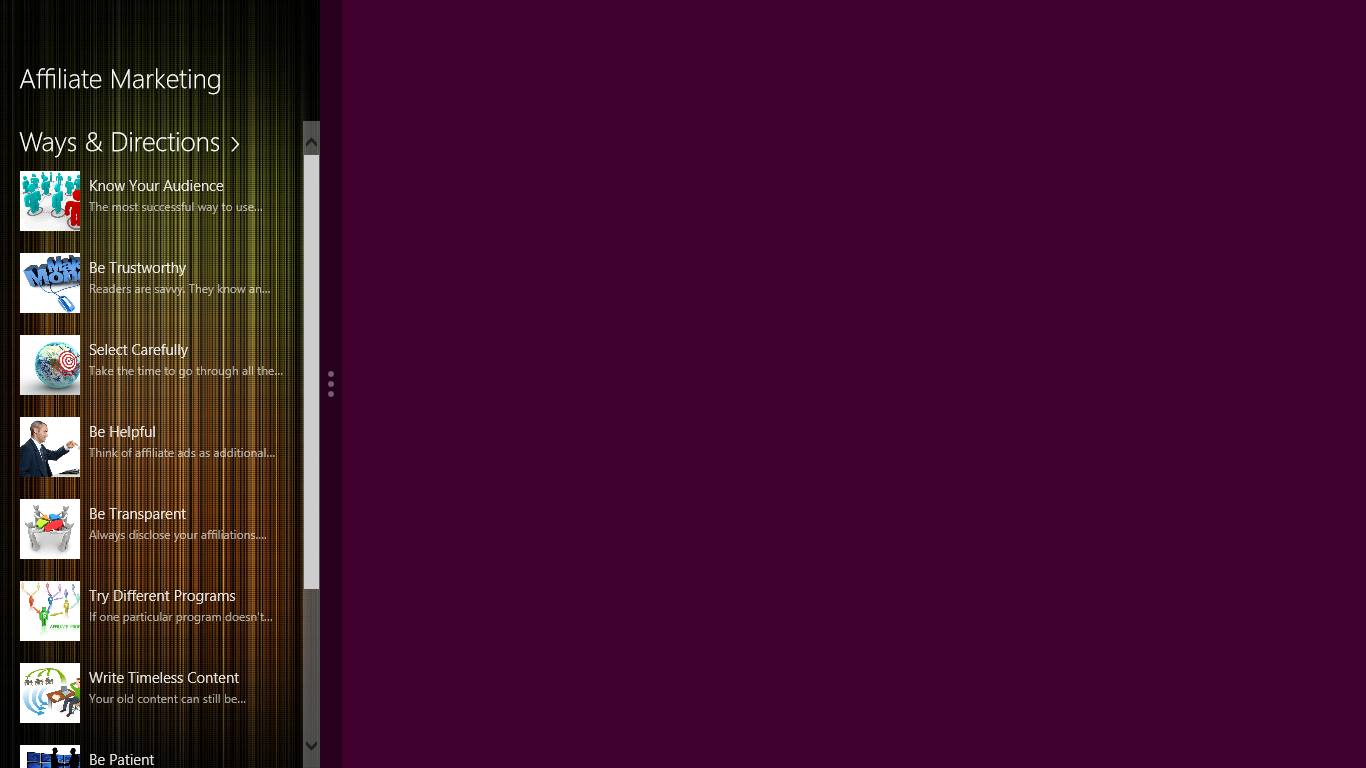 Affiliate Marketing
Ways & Directions
Know Your Audience
The most successful way to use...
Be Trustworthy
Readers are savvy. They know an...
Select Carefully
Take the time to go through all the...
Be Helpful
Think of affiliate ads as additional...
Be Transparent
Always disclose your affiliations....
Try Different Programs
If one particular program doesn't...
Write Timeless Content
Your old content can still be...
Be Patient